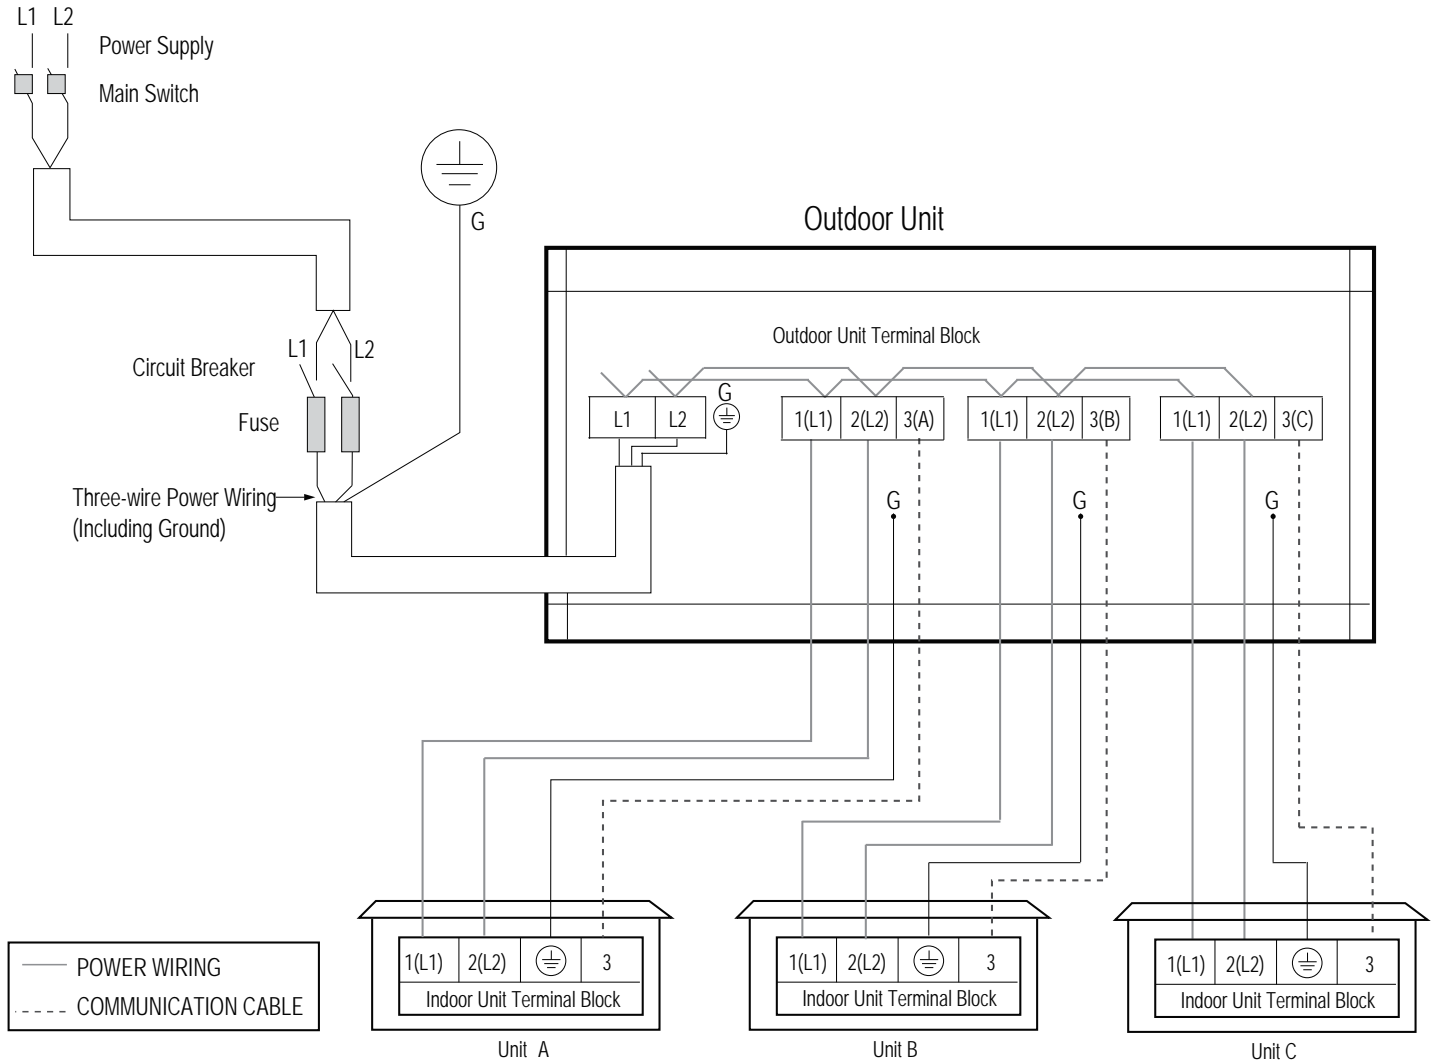 L1 L2
Power Supply
Main Switch
G
Outdoor Unit
Outdoor Unit Terminal Block
L1 L2
Circuit Breaker
Fuse
G
L1 L2
1(L1) 2(L2) 3(A)
1(L1) 2(L2) 3(B)
1(L1) 2(L2) 3(C)
Three-wire Power Wiring
(Including Ground)
G G G
1(L1) 2(L2) 3
Indoor Unit Terminal Block
Unit A
1(L1) 2(L2) 3
Indoor Unit Terminal Block
Unit B
1(L1) 2(L2) 3
Indoor Unit Terminal Block
Unit C
POWER WIRING
COMMUNICATION CABLE